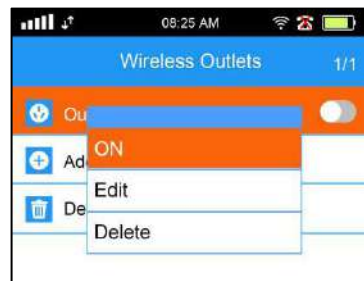 08:25 AM
Wireless Outlets 1/1
Ou
ON
Ad
Edit
De
Delete